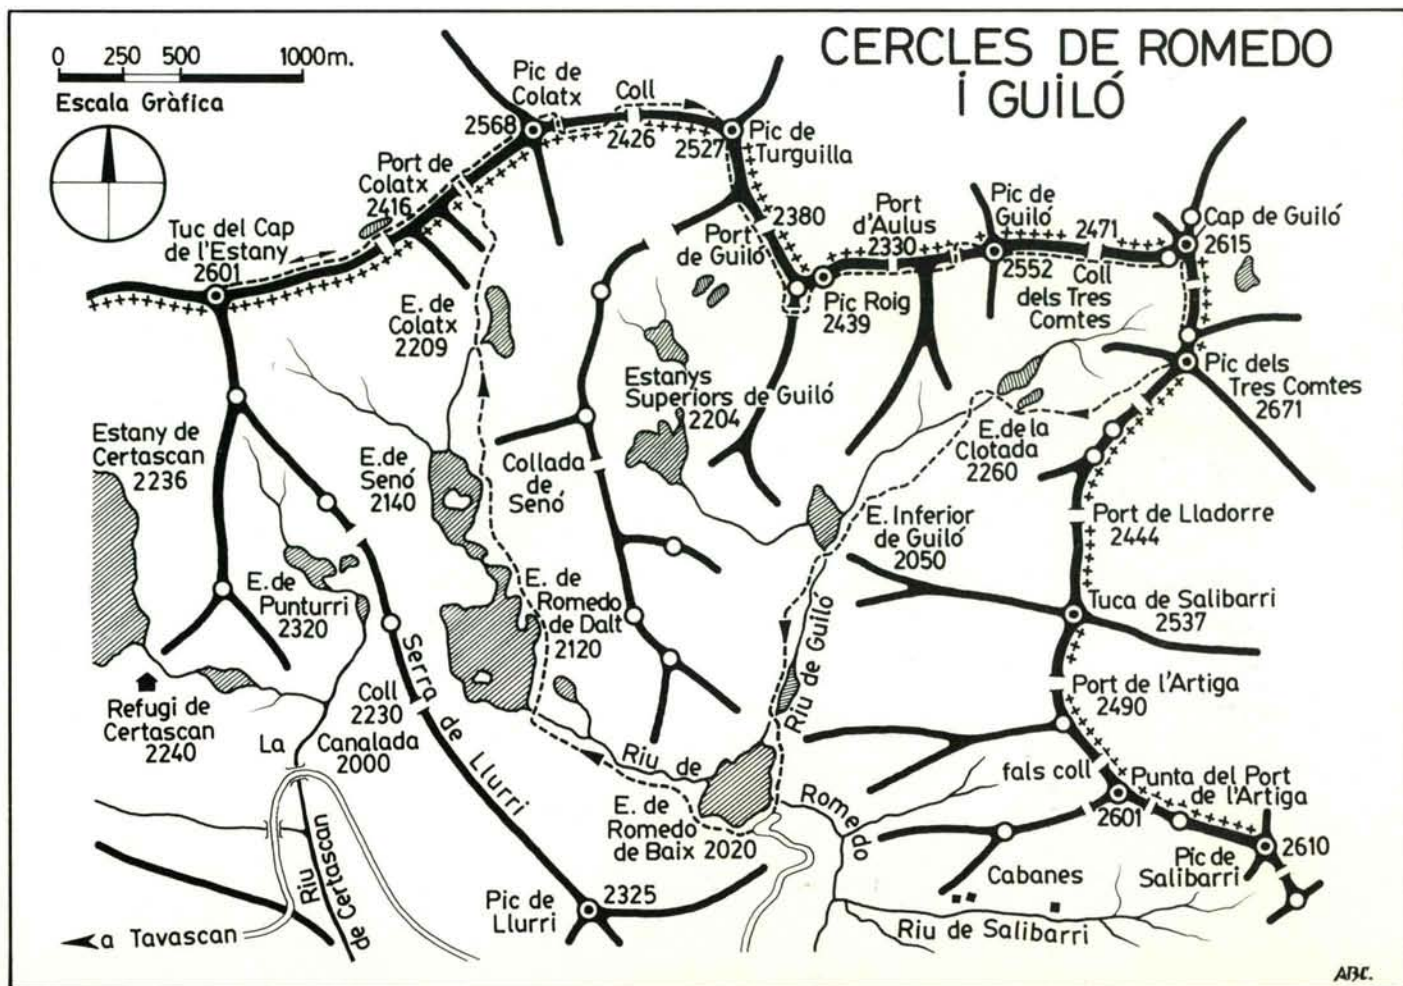 CERCLES DE ROMEDO
i GUILÓ
0 250 500 1000m.
Escala Gràfica
Pic de
Colatx
2568
Coll
2426
2527
Pic de
Turguilla
Port de
Colatx
2416
Tuc del Cap
de l'Estany
2601
2380
Port
de Guiló
Port
d'Aulus
2330
Pic de
Guiló
2552
2471
Coll
dels Tres
Comtes
Cap de Guiló
2615
Pic Roig
2439
E. de
Colatx
2209
Estanys
Superiors de Guiló
2204
Pic dels
Tres Comtes
2671
E. de la
Clotada
2260
Estany de
Certascan
2236
E. de
Senó
2140
Collada
de
Senó
E. Inferior
de Guiló
2050
Port de Lladorre
2444
E. de
Punturri
2320
E. de
Romedo
de Dalt
2120
Riu de Guiló
Tuca de Salibarri
2537
Refugi de
Certascan
2240
Coll
2230
Serra de Llurri
La Canalada
2000
Port de l'Artiga
2490
Riu de Romedo
fals coll
Punta del Port
de l'Artiga
2601
E. de
Romedo
de Baix 2020
Pic de
Salibarri
2610
Riu de Certascan
Pic de
Llurri
2325
Cabanes
Riu de Salibarri
a Tavascan
ABC.